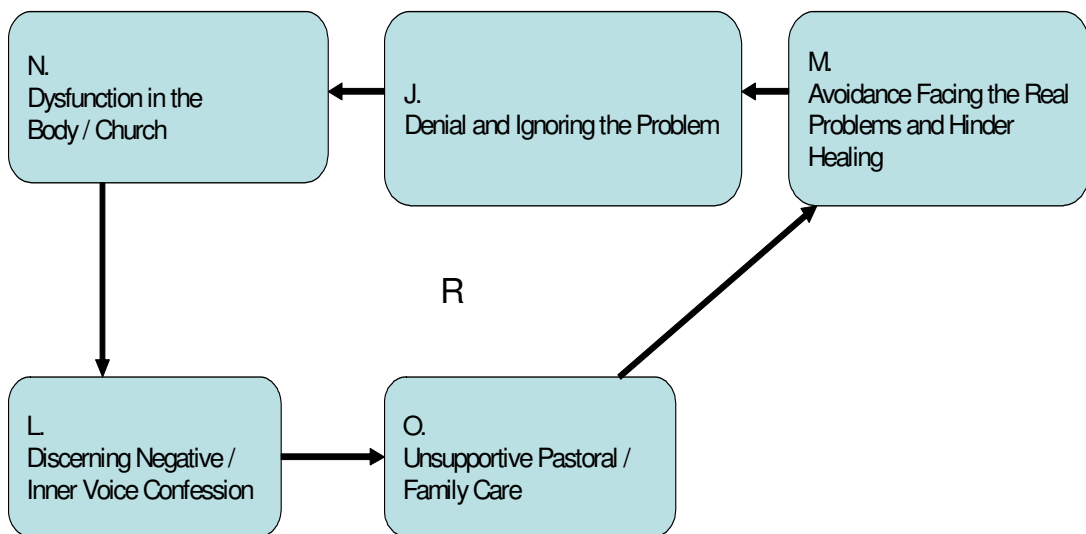 N.
Dysfunction in the
Body / Church
J.
Denial and Ignoring the Problem
M.
Avoidance Facing the Real
Problems and Hinder
Healing
R
L.
Discerning Negative /
Inner Voice Confession
O.
Unsupportive Pastoral /
Family Care